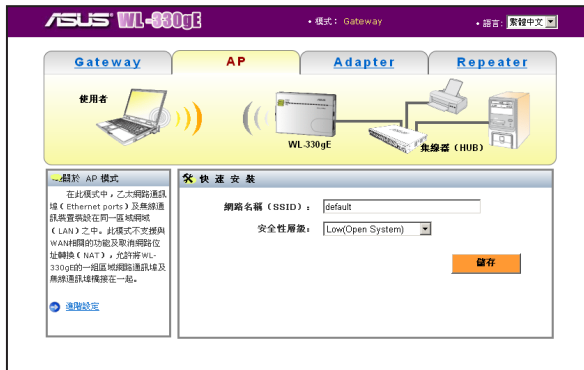 ASUS WL-330gE
• 模式： Gateway
• 語言: 繁體中文
Gateway
AP
Adapter
Repeater
使用者
WL-330gE
集線器（HUB）
關於 AP 模式
在此模式中，乙太網路通訊
埠（Ethernet ports）及無線通
訊裝置裝設在同一區域網域
（LAN）之中。此模式不支援與
WAN相關的功能及取消網路位
址轉換（NAT），允許將WL-
330gE的一組區域網路通訊埠及
無線通訊埠橋接在一起。
進階設定
快速安裝
網路名稱（SSID）： default
安全性層級： Low(Open System)
儲存